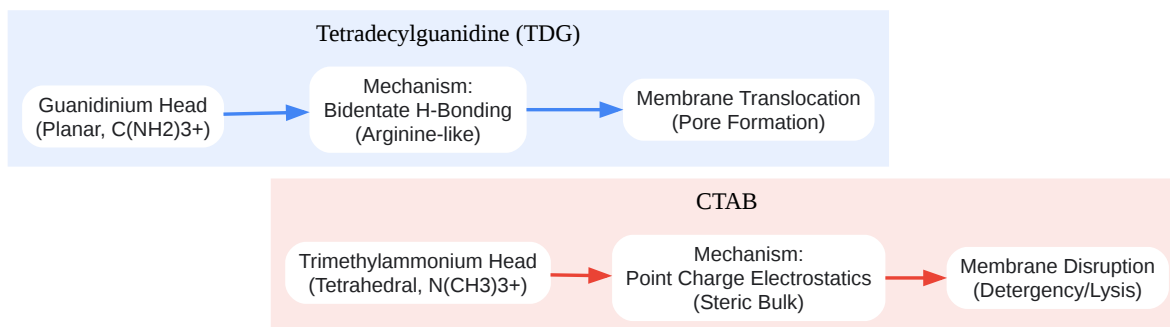 Tetradecylguanidine (TDG)
Guanidinium Head
(Planar, C(NH2)3+)
Mechanism:
Bidentate H-Bonding
(Arginine-like)
Membrane Translocation
(Pore Formation)
CTAB
Trimethylammonium Head
(Tetrahedral, N(CH3)3+)
Mechanism:
Point Charge Electrostatics
(Steric Bulk)
Membrane Disruption
(Detergency/Lysis)